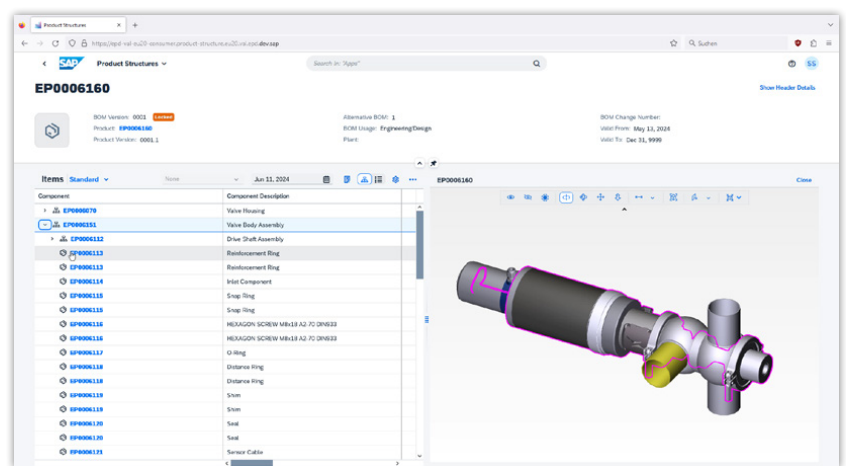 Product Structures
https://epd-val-eu20-consumerproduct-structure.eu20.val.epd.dev.sap
Suchen
SAP Product Structures
Search In: "Apps"
SS
EP0006160
Show Header Details
BOM Version: 0001 Locked
Alternative BOM: 1
BOM Change Number:
Product: EP0006160
BOM Usage: Engineering/Design
Valid From: May 13, 2024
Product Version: 0001.1
Plant:
Valid To: Dec 31, 9999
Items Standard
None
Jun 11, 2024
EP0006160
Close
Component Component Description
EP0006070 Valve Housing
EP0006151 Valve Body Assembly
EP0006112 Drive Shaft Assembly
EP0006113 Reinforcement Ring
EP0006113 Reinforcement Ring
EP0006114 Inlet Component
EP0006115 Snap Ring
EP0006115 Snap Ring
EP0006116 HEXAGON SCREW M8x18 A2-70 DIN933
EP0006116 HEXAGON SCREW M8x18 A2-70 DIN933
EP0006117 O-Ring
EP0006118 Distance Ring
EP0006118 Distance Ring
EP0006119 Shim
EP0006119 Shim
EP0006120 Seal
EP0006120 Seal
EP0006121 Sensor Cable